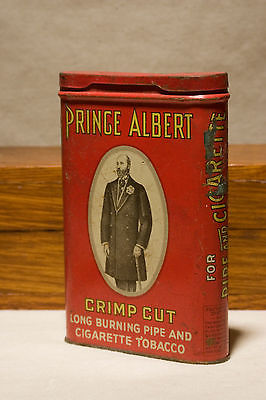 PRINCE ALBERT
CRIMP CUT
LONG BURNING PIPE AND
CIGARETTE TOBACCO
FOR
PIPE AND CIGARETTE